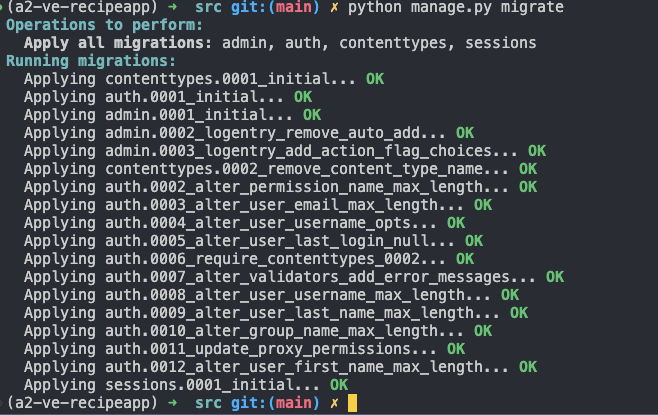 (a2-ve-recipeapp) ➜  src git:(main) ✗ python manage.py migrate
Operations to perform:
  Apply all migrations: admin, auth, contenttypes, sessions
Running migrations:
  Applying contenttypes.0001_initial... OK
  Applying auth.0001_initial... OK
  Applying admin.0001_initial... OK
  Applying admin.0002_logentry_remove_auto_add... OK
  Applying admin.0003_logentry_add_action_flag_choices... OK
  Applying contenttypes.0002_remove_content_type_name... OK
  Applying auth.0002_alter_permission_name_max_length... OK
  Applying auth.0003_alter_user_email_max_length... OK
  Applying auth.0004_alter_user_username_opts... OK
  Applying auth.0005_alter_user_last_login_null... OK
  Applying auth.0006_require_contenttypes_0002... OK
  Applying auth.0007_alter_validators_add_error_messages... OK
  Applying auth.0008_alter_user_username_max_length... OK
  Applying auth.0009_alter_user_last_name_max_length... OK
  Applying auth.0010_alter_group_name_max_length... OK
  Applying auth.0011_update_proxy_permissions... OK
  Applying auth.0012_alter_user_first_name_max_length... OK
  Applying sessions.0001_initial... OK
(a2-ve-recipeapp) ➜  src git:(main) ✗